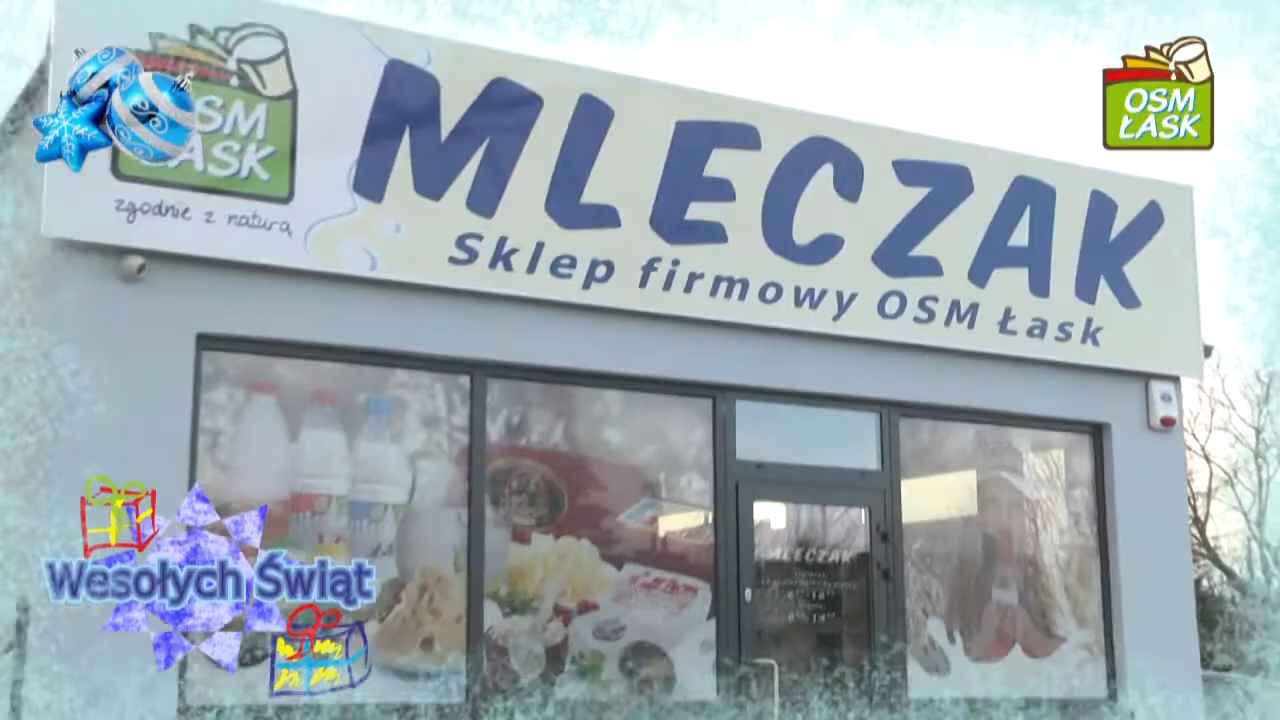 OSM
ŁASK
zgodnie z naturą
MLECZAK
Sklep firmowy OSM Łask
OSM
ŁASK
MLECZAK
Wesołych Świąt